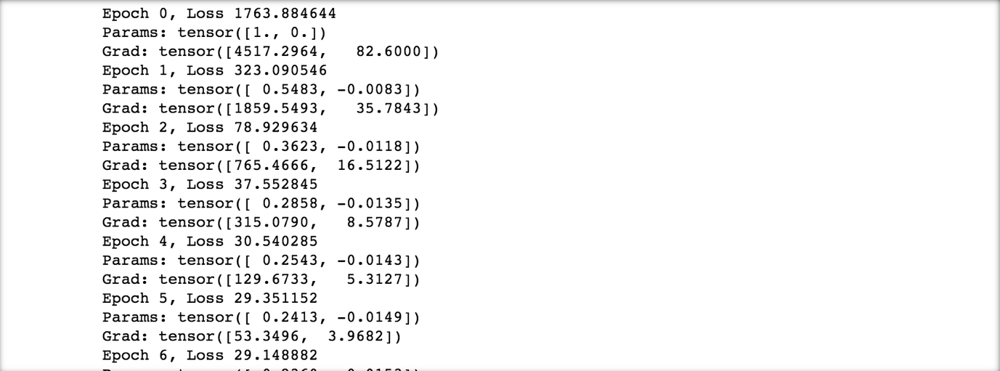 Epoch 0, Loss 1763.884644
Params: tensor([1., 0.])
Grad: tensor([4517.2964,   82.6000])
Epoch 1, Loss 323.090546
Params: tensor([ 0.5483, -0.0083])
Grad: tensor([1859.5493,   35.7843])
Epoch 2, Loss 78.929634
Params: tensor([ 0.3623, -0.0118])
Grad: tensor([765.4666,  16.5122])
Epoch 3, Loss 37.552845
Params: tensor([ 0.2858, -0.0135])
Grad: tensor([315.0790,   8.5787])
Epoch 4, Loss 30.540285
Params: tensor([ 0.2543, -0.0143])
Grad: tensor([129.6733,   5.3127])
Epoch 5, Loss 29.351152
Params: tensor([ 0.2413, -0.0149])
Grad: tensor([53.3496,  3.9682])
Epoch 6, Loss 29.148882